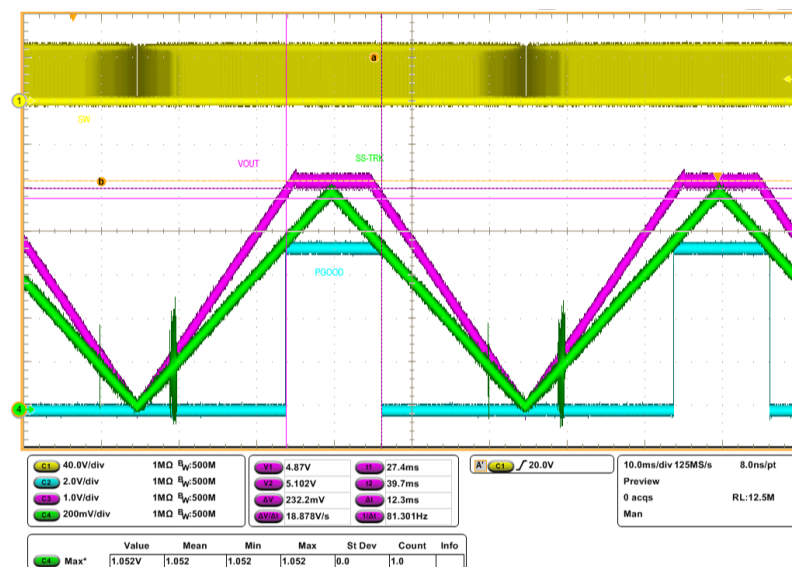 a
1
SW
VOUT
SS-TRK
b
PGOOD
4
C1 40.0V/div 1MΩ BW:500M
C2 2.0V/div 1MΩ BW:500M
C3 1.0V/div 1MΩ BW:500M
C4 200mV/div 1MΩ BW:500M
V1 4.87V t1 27.4ms
V2 5.102V t2 39.7ms
ΔV 232.2mV Δt 12.3ms
ΔV/Δt 18.878V/s 1/Δt 81.301Hz
A' C1 20.0V
10.0ms/div 125MS/s 8.0ns/pt
Preview
0 acqs RL:12.5M
Man
Value Mean Min Max St Dev Count Info
C4 Max* 1.052V 1.052 1.052 1.052 0.0 1.0